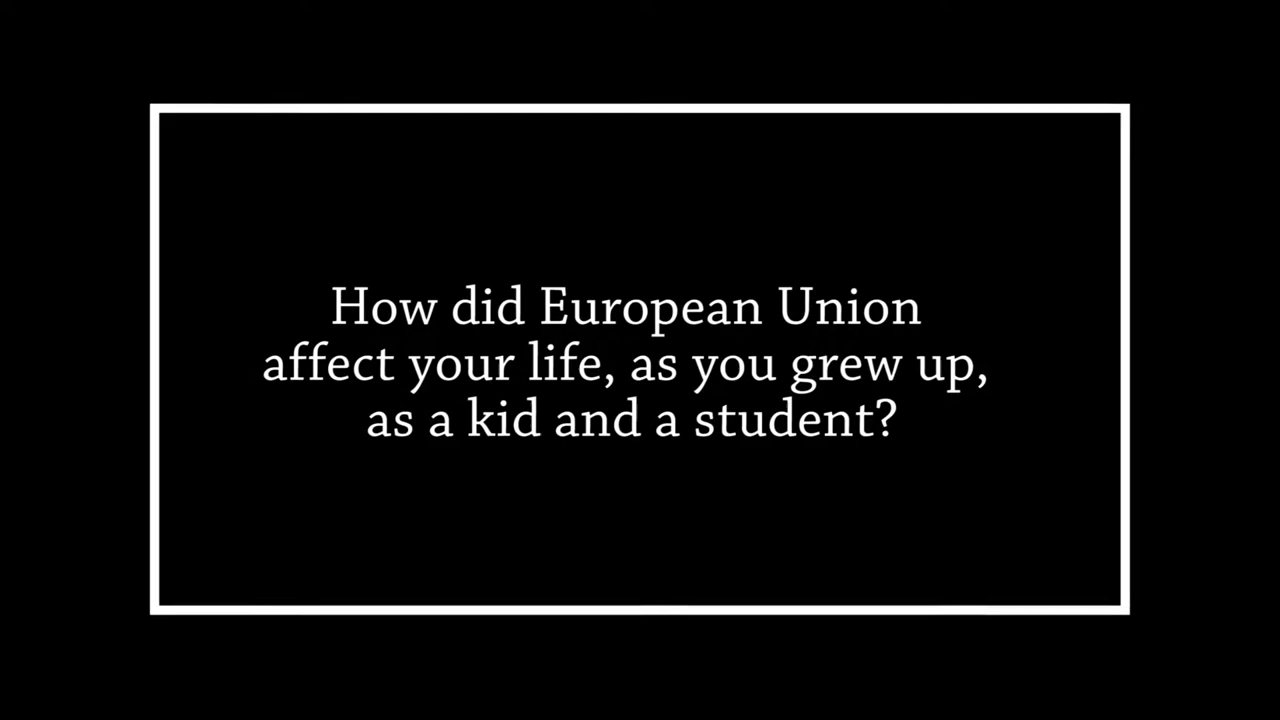 How did European Union
affect your life, as you grew up,
as a kid and a student?